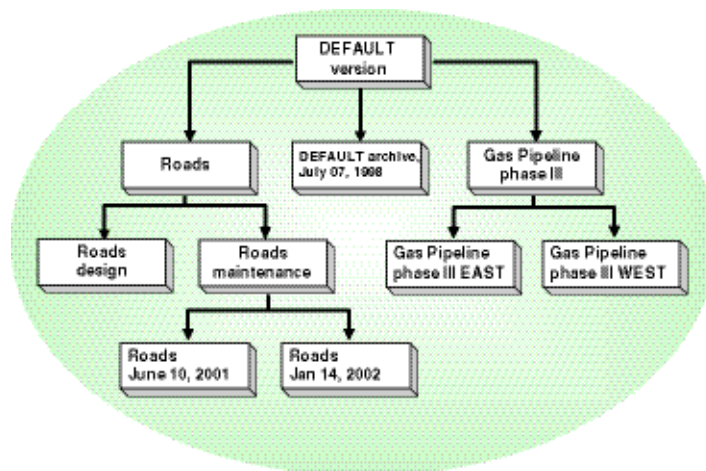 DEFAULT
version
Roads
DEFAULT archive,
July 07, 1998
Gas Pipeline
phase III
Roads
design
Roads
maintenance
Gas Pipeline
phase III EAST
Gas Pipeline
phase III WEST
Roads
June 10, 2001
Roads
Jan 14, 2002